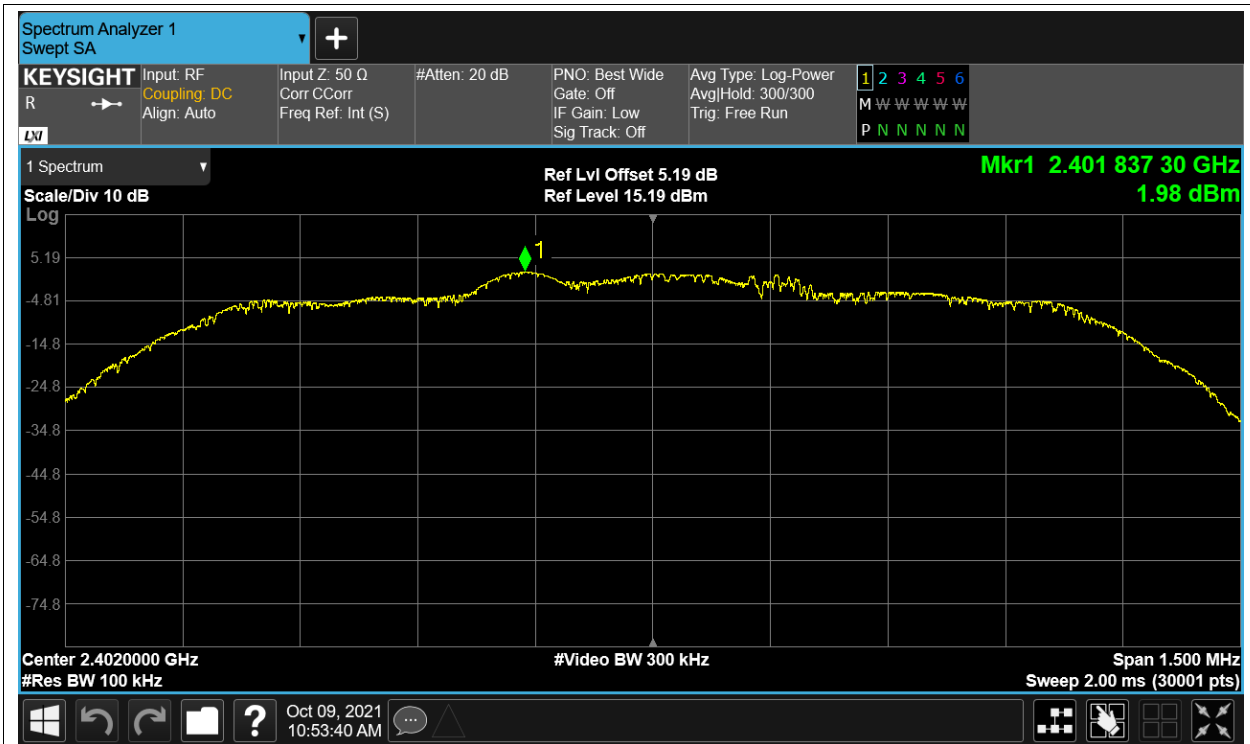 Spectrum Analyzer 1
Swept SA
KEYSIGHT
R
LXI
Input: RF
Coupling: DC
Align: Auto
Input Z: 50 Ω
Corr CCorr
Freq Ref: Int (S)
#Atten: 20 dB
PNO: Best Wide
Gate: Off
IF Gain: Low
Sig Track: Off
Avg Type: Log-Power
Avg|Hold: 300/300
Trig: Free Run
1 2 3 4 5 6
M W W W W W W
P N N N N N N
1 Spectrum
Scale/Div 10 dB
Log
Ref Lvl Offset 5.19 dB
Ref Level 15.19 dBm
Mkr1 2.401 837 30 GHz
1.98 dBm
1
5.19
-4.81
-14.8
-24.8
-34.8
-44.8
-54.8
-64.8
-74.8
Center 2.4020000 GHz
#Res BW 100 kHz
#Video BW 300 kHz
Span 1.500 MHz
Sweep 2.00 ms (30001 pts)
?
Oct 09, 2021
10:53:40 AM